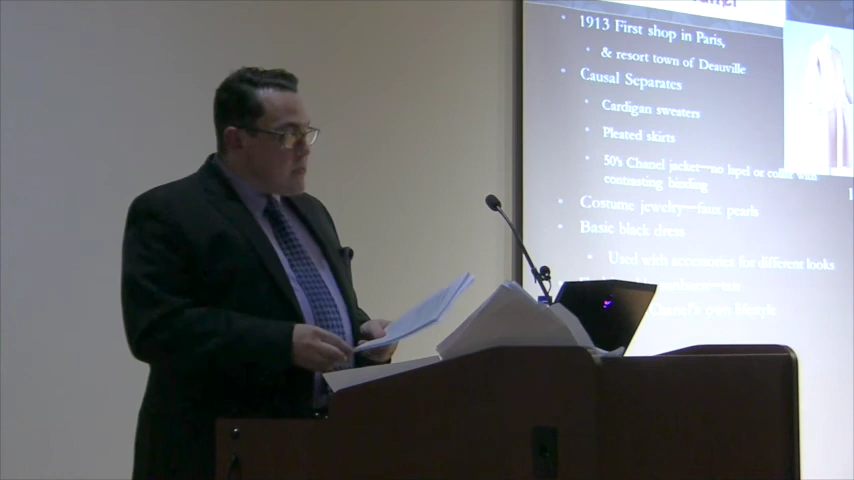 1913 First shop in Paris,
& resort town of Deauville
Causal Separates
Cardigan sweaters
Pleated skirts
50's Chanel jacket—no lapel or collar with
contrasting binding
Costume jewelry—faux pearls
Basic black dress
Used with accessories for different looks
Chanel's own lifestyle